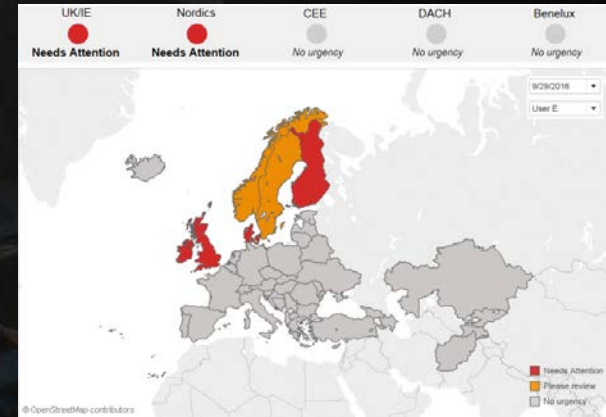 UK/IE
Nordics
CEE
DACH
Benelux
Needs Attention
Needs Attention
No urgency
No urgency
No urgency
9/29/2016
User E
Needs Attention
Please review
No urgency
© OpenStreetMap contributors